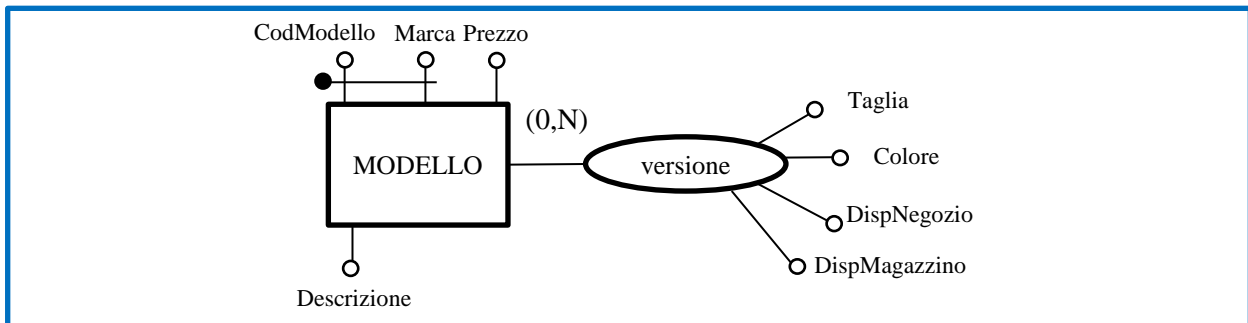 CodModello Marca Prezzo
Taglia
(0,N)
Colore
MODELLO
versione
DispNegozio
DispMagazzino
Descrizione